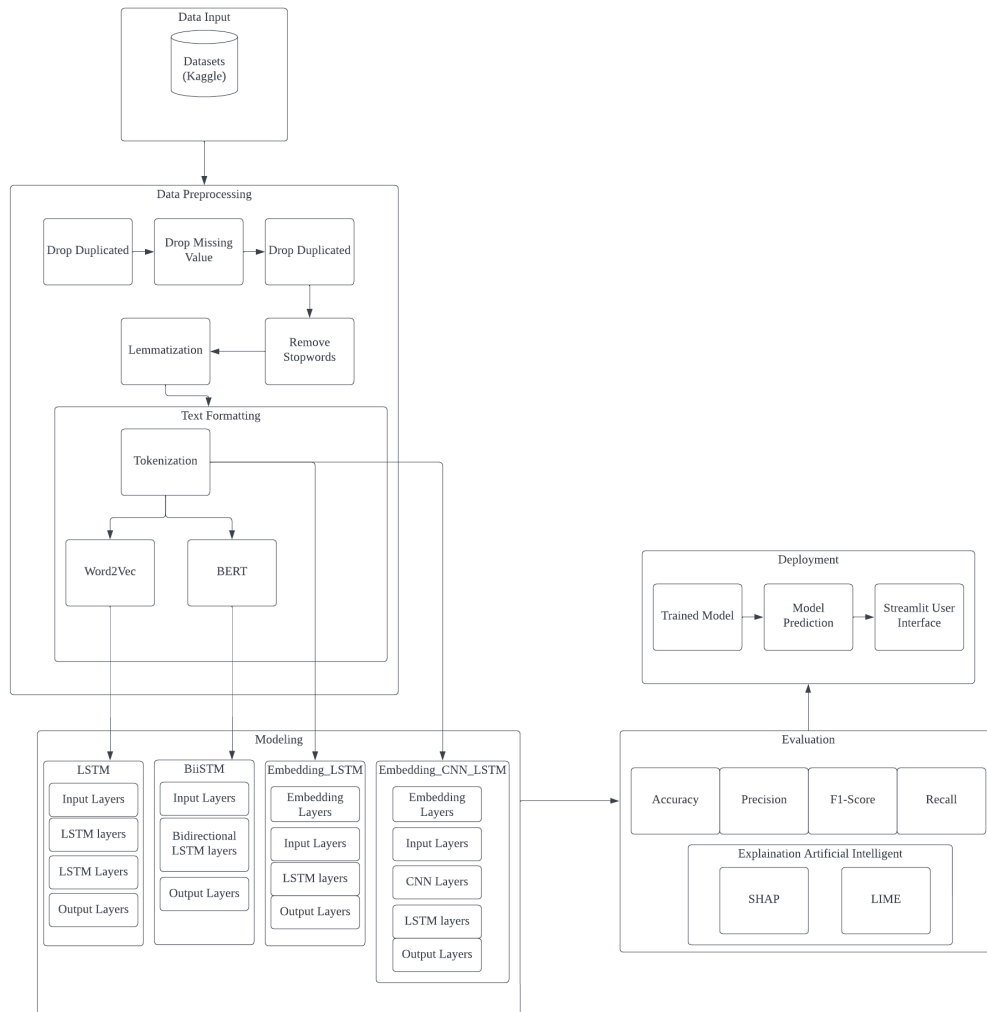 Data Input
Datasets
(Kaggle)
Data Preprocessing
Drop Duplicated
Drop Missing
Value
Drop Duplicated
Lemmatization
Remove
Stopwords
Text Formatting
Tokenization
Word2Vec
BERT
Deployment
Trained Model
Model
Prediction
Streamlit User
Interface
Modeling
LSTM
Input Layers
LSTM layers
LSTM Layers
Output Layers
BiiSTM
Input Layers
Bidirectional
LSTM layers
Output Layers
Embedding_LSTM
Embedding
Layers
Input Layers
LSTM layers
Output Layers
Embedding_CNN_LSTM
Embedding
Layers
Input Layers
CNN Layers
LSTM layers
Output Layers
Evaluation
Accuracy
Precision
F1-Score
Recall
Explaination Artificial Intelligent
SHAP
LIME